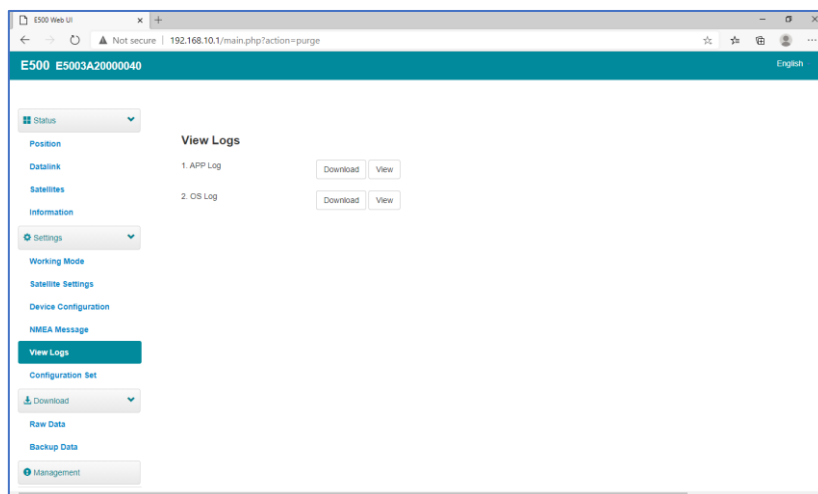 E500 Web UI
Not secure | 192.168.10.1/main.php?action=purge
E500 E5003A20000040
English
Status
Position
Datalink
Satellites
Information
Settings
Working Mode
Satellite Settings
Device Configuration
NMEA Message
View Logs
Configuration Set
Download
Raw Data
Backup Data
Management
View Logs
1. APP Log
Download View
2. OS Log
Download View